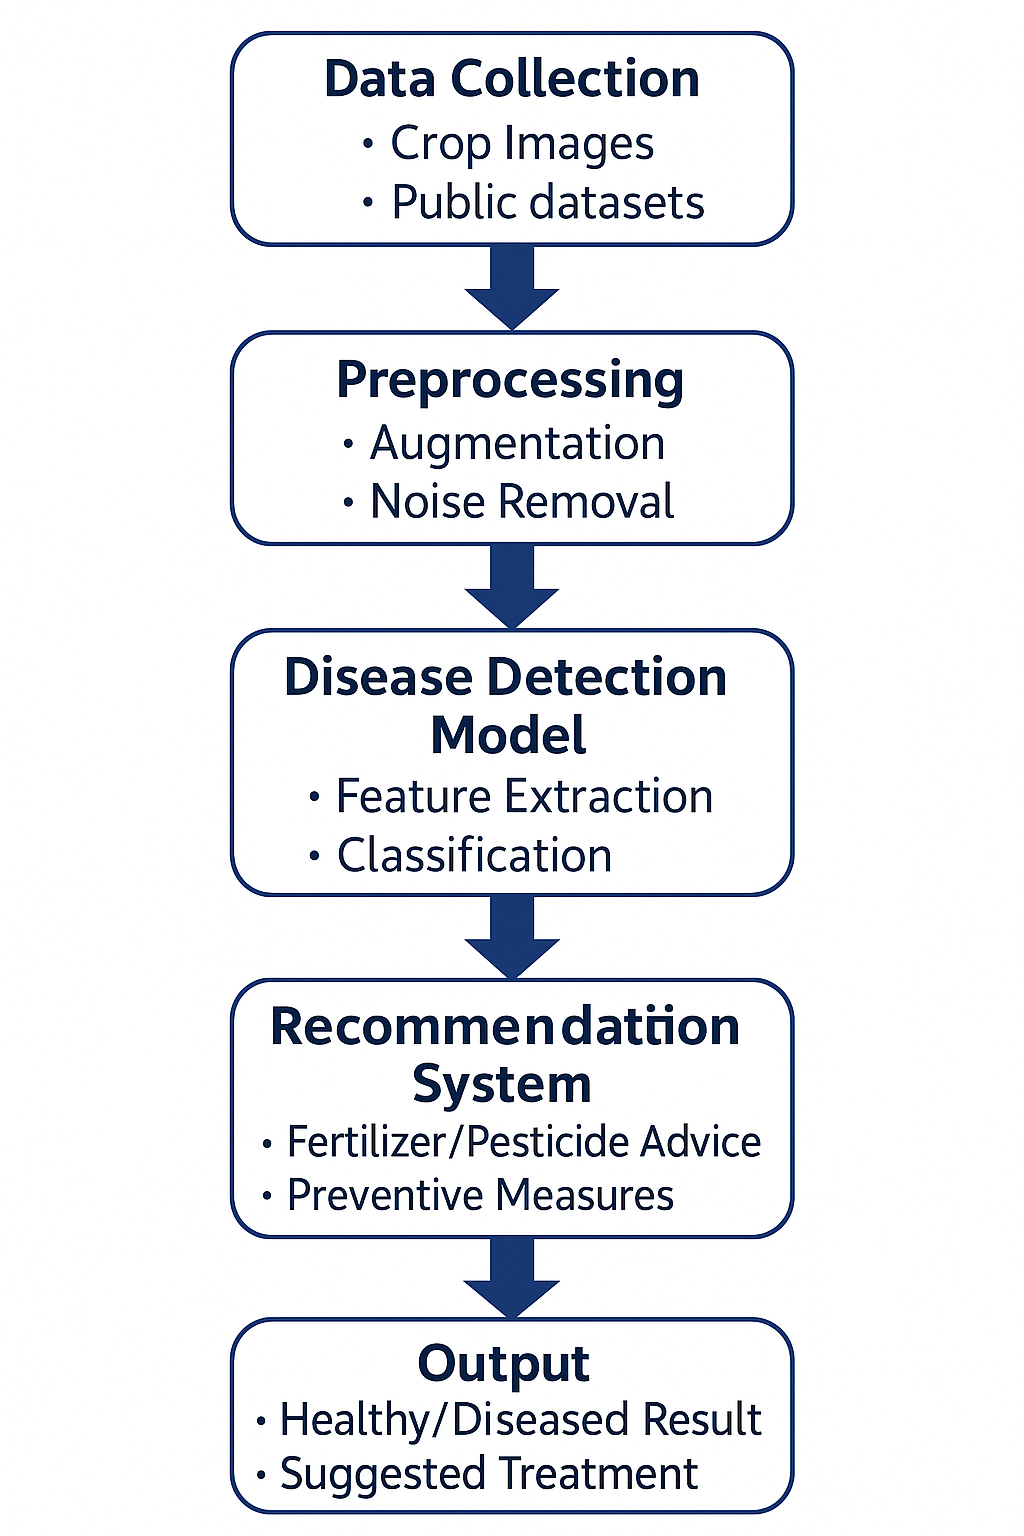 Data Collection
• Crop Images
• Public datasets
Preprocessing
• Augmentation
• Noise Removal
Disease Detection
Model
• Feature Extraction
• Classification
Recommendatiion
System
• Fertilizer/Pesticide Advice
• Preventive Measures
Output
• Healthy/Diseased Result
• Suggested Treatment